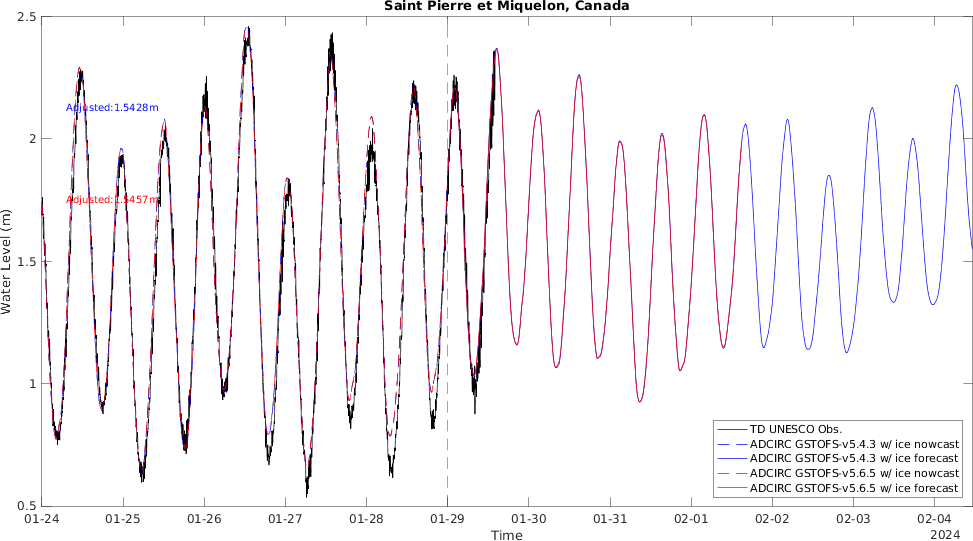 Saint Pierre et Miquelon, Canada
2.5
2
1.5
1
0.5
Water Level (m)
Adjusted:1.5428m
Adjusted:1.5457m
TD UNESCO Obs.
ADCIRC GSTOFS-v5.4.3 w/ ice nowcast
ADCIRC GSTOFS-v5.4.3 w/ ice forecast
ADCIRC GSTOFS-v5.6.5 w/ ice nowcast
ADCIRC GSTOFS-v5.6.5 w/ ice forecast
01-24 01-25 01-26 01-27 01-28 01-29 01-30 01-31 02-01 02-02 02-03 02-04
Time
2024